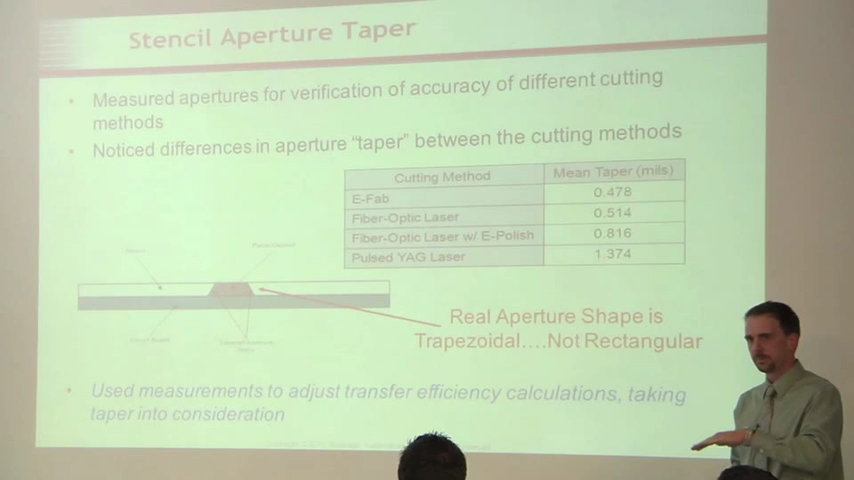 Stencil Aperture Taper
• Measured apertures for verification of accuracy of different cutting
methods
• Noticed differences in aperture “taper” between the cutting methods
Cutting Method Mean Taper (mils)
E-Fab 0.478
Fiber-Optic Laser 0.514
Fiber-Optic Laser w/ E-Polish 0.816
Pulsed YAG Laser 1.374
Real Aperture Shape is
Trapezoidal....Not Rectangular
• Used measurements to adjust transfer efficiency calculations, taking
taper into consideration